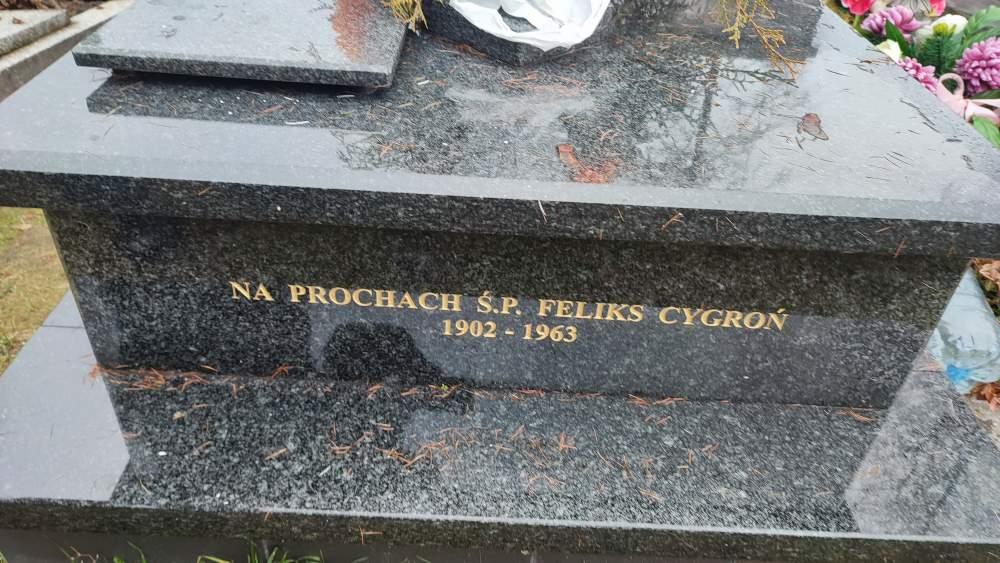 NA PROCHACH Ś.P. FELIKS CYGROŃ
1902 - 1963